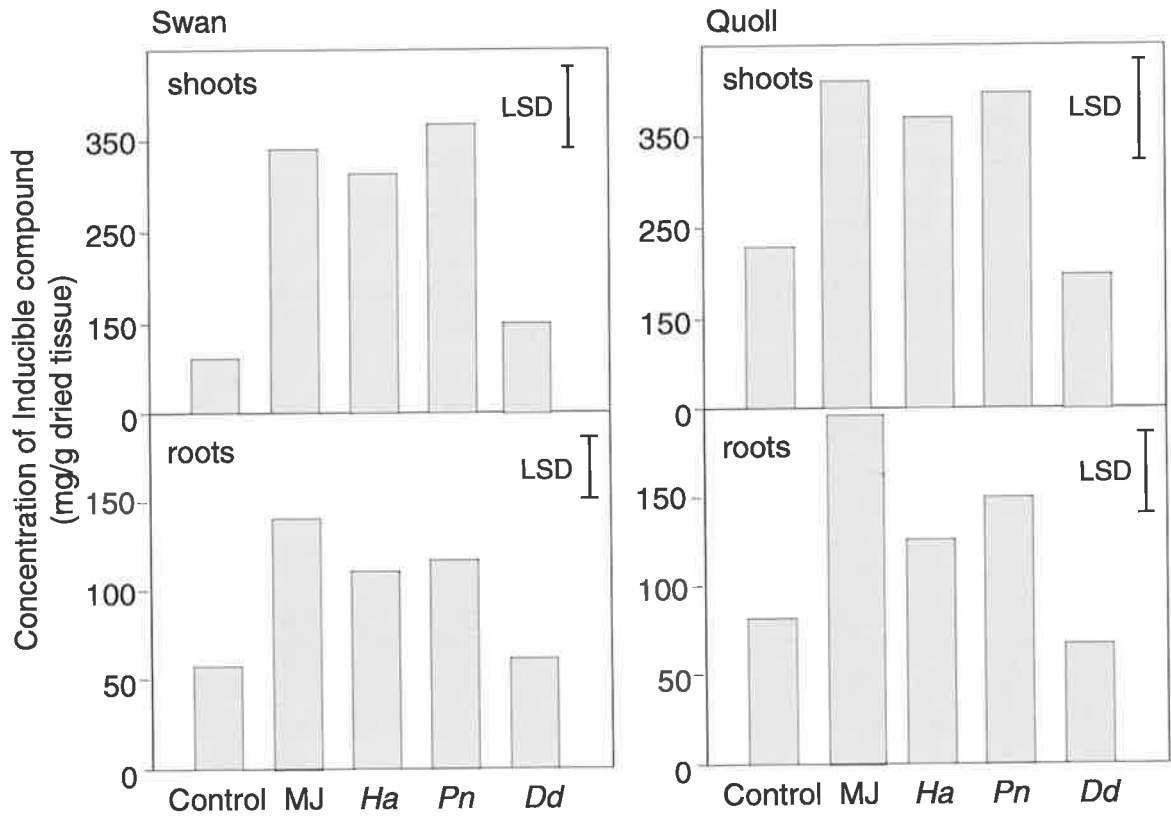 Swan
Quoll
Concentration of Inducible compound
(mg/g dried tissue)
shoots
LSD
350
250
150
0
shoots
LSD
350
250
150
0
roots
LSD
150
100
50
0
roots
LSD
150
100
50
0
Control MJ Ha Pn Dd
Control MJ Ha Pn Dd